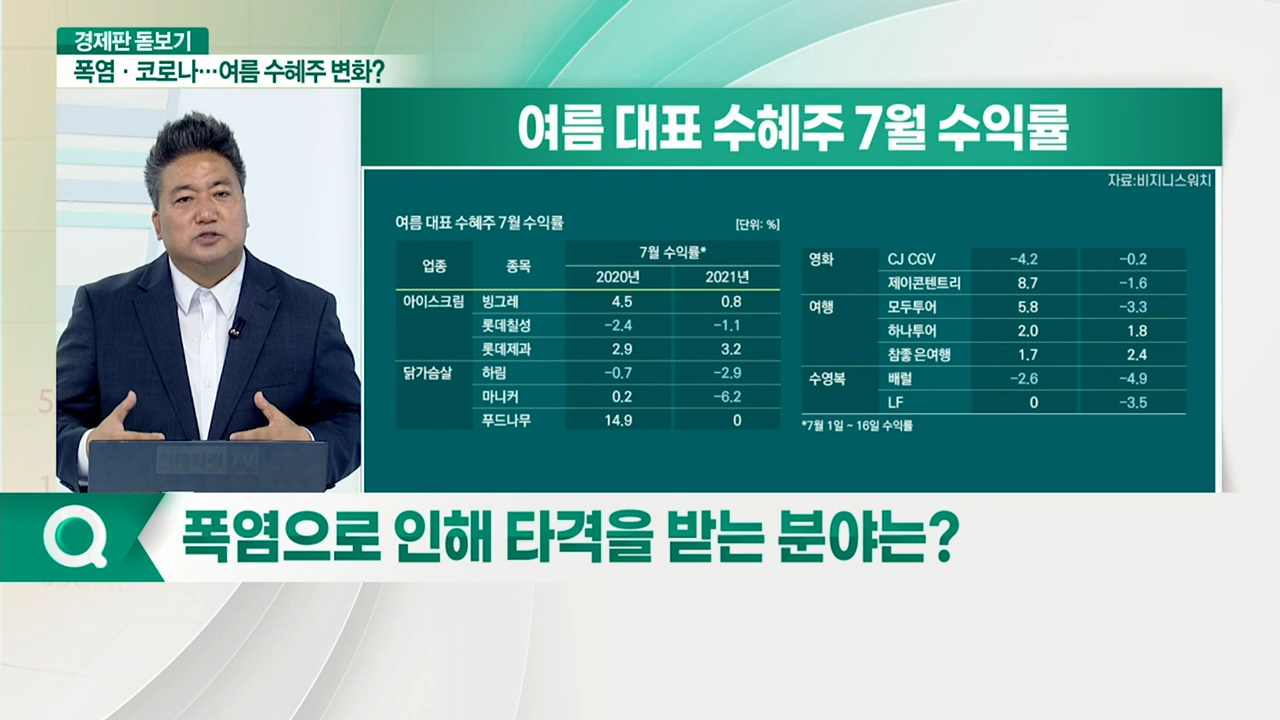 경제판 돋보기
폭염·코로나…여름 수혜주 변화?
여름 대표 수혜주 7월 수익률
자료:비지니스워치
여름 대표 수혜주 7월 수익률 [단위: %]
업종 종목 7월 수익률*
2020년 2021년
아이스크림 빙그레 4.5 0.8
롯데칠성 -2.4 -1.1
롯데제과 2.9 3.2
닭가슴살 하림 -0.7 -2.9
마니커 0.2 -6.2
푸드나무 14.9 0
영화 CJ CGV -4.2 -0.2
제이콘텐트리 8.7 -1.6
여행 모두투어 5.8 -3.3
하나투어 2.0 1.8
참좋은여행 1.7 2.4
수영복 배럴 -2.6 -4.9
LF 0 -3.5
*7월 1일 ~ 16일 수익률
이데일리 TV
Q 폭염으로 인해 타격을 받는 분야는?